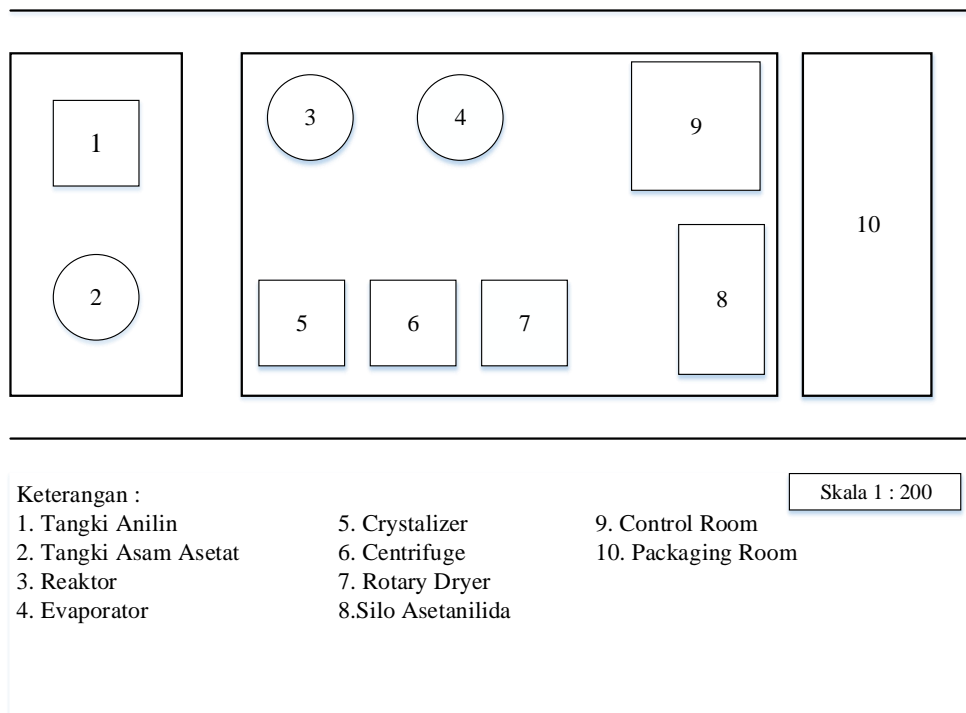 1
2
3
4
9
10
5
6
7
8
Skala 1 : 200
Keterangan :
1. Tangki Anilin
2. Tangki Asam Asetat
3. Reaktor
4. Evaporator
5. Crystalizer
6. Centrifuge
7. Rotary Dryer
8.Silo Asetanilida
9. Control Room
10. Packaging Room